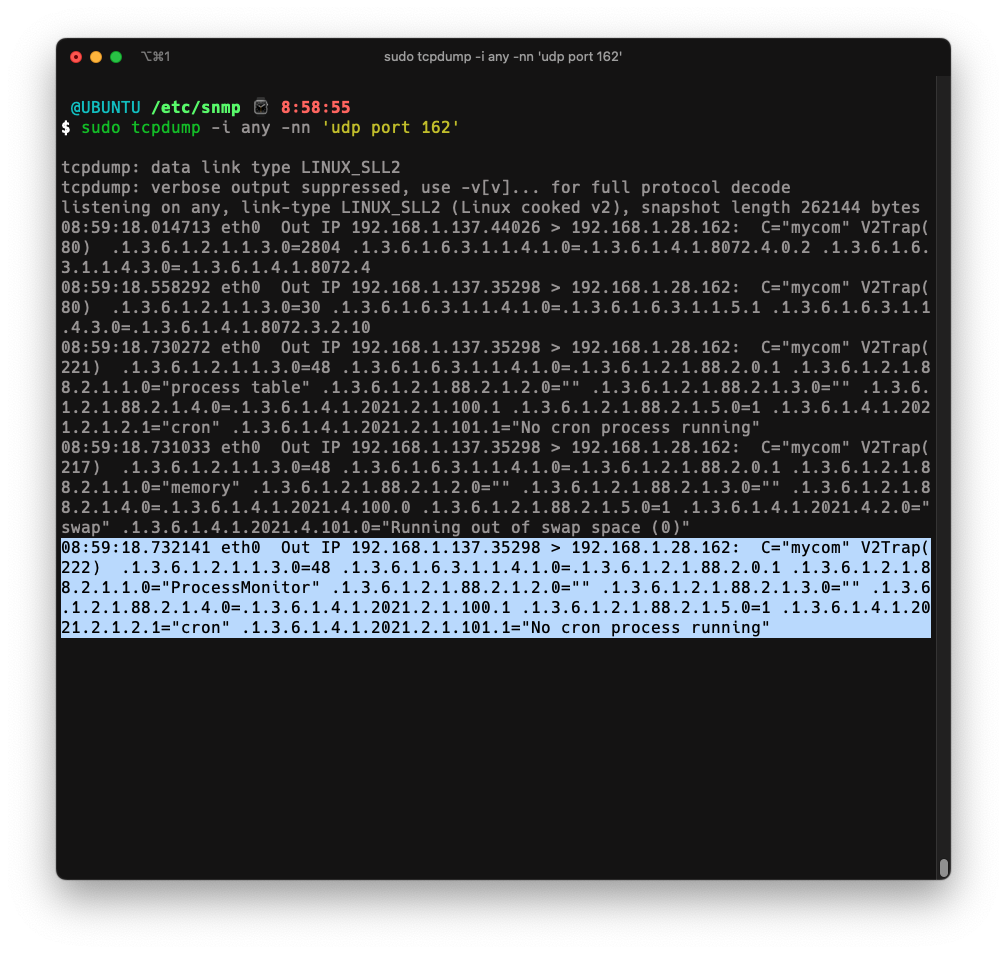 ⌥⌘1 sudo tcpdump -i any -nn 'udp port 162'
@UBUNTU /etc/snmp 8:58:55
$ sudo tcpdump -i any -nn 'udp port 162'
tcpdump: data link type LINUX_SLL2
tcpdump: verbose output suppressed, use -v[v]... for full protocol decode
listening on any, link-type LINUX_SLL2 (Linux cooked v2), snapshot length 262144 bytes
08:59:18.014713 eth0  Out IP 192.168.1.137.44026 > 192.168.1.28.162:  C="mycom" V2Trap(
80)  .1.3.6.1.2.1.1.3.0=2804 .1.3.6.1.6.3.1.1.4.1.0=.1.3.6.1.4.1.8072.4.0.2 .1.3.6.1.6.
3.1.1.4.3.0=.1.3.6.1.4.1.8072.4
08:59:18.558292 eth0  Out IP 192.168.1.137.35298 > 192.168.1.28.162:  C="mycom" V2Trap(
80)  .1.3.6.1.2.1.1.3.0=30 .1.3.6.1.6.3.1.1.4.1.0=.1.3.6.1.6.3.1.1.5.1 .1.3.6.1.6.3.1.1
.4.3.0=.1.3.6.1.4.1.8072.3.2.10
08:59:18.730272 eth0  Out IP 192.168.1.137.35298 > 192.168.1.28.162:  C="mycom" V2Trap(
221)  .1.3.6.1.2.1.1.3.0=48 .1.3.6.1.6.3.1.1.4.1.0=.1.3.6.1.2.1.88.2.0.1 .1.3.6.1.2.1.8
8.2.1.1.0="process table" .1.3.6.1.2.1.88.2.1.2.0="" .1.3.6.1.2.1.88.2.1.3.0="" .1.3.6.
1.2.1.88.2.1.4.0=.1.3.6.1.4.1.2021.2.1.100.1 .1.3.6.1.2.1.88.2.1.5.0=1 .1.3.6.1.4.1.202
1.2.1.2.1="cron" .1.3.6.1.4.1.2021.2.1.101.1="No cron process running"
08:59:18.731033 eth0  Out IP 192.168.1.137.35298 > 192.168.1.28.162:  C="mycom" V2Trap(
217)  .1.3.6.1.2.1.1.3.0=48 .1.3.6.1.6.3.1.1.4.1.0=.1.3.6.1.2.1.88.2.0.1 .1.3.6.1.2.1.8
8.2.1.1.0="memory" .1.3.6.1.2.1.88.2.1.2.0="" .1.3.6.1.2.1.88.2.1.3.0="" .1.3.6.1.2.1.8
8.2.1.4.0=.1.3.6.1.4.1.2021.4.100.0 .1.3.6.1.2.1.88.2.1.5.0=1 .1.3.6.1.4.1.2021.4.2.0="
swap" .1.3.6.1.4.1.2021.4.101.0="Running out of swap space (0)"
08:59:18.732141 eth0  Out IP 192.168.1.137.35298 > 192.168.1.28.162:  C="mycom" V2Trap(
222)  .1.3.6.1.2.1.1.3.0=48 .1.3.6.1.6.3.1.1.4.1.0=.1.3.6.1.2.1.88.2.0.1 .1.3.6.1.2.1.8
8.2.1.1.0="ProcessMonitor" .1.3.6.1.2.1.88.2.1.2.0="" .1.3.6.1.2.1.88.2.1.3.0="" .1.3.6
.1.2.1.88.2.1.4.0=.1.3.6.1.4.1.2021.2.1.100.1 .1.3.6.1.2.1.88.2.1.5.0=1 .1.3.6.1.4.1.20
21.2.1.2.1="cron" .1.3.6.1.4.1.2021.2.1.101.1="No cron process running"